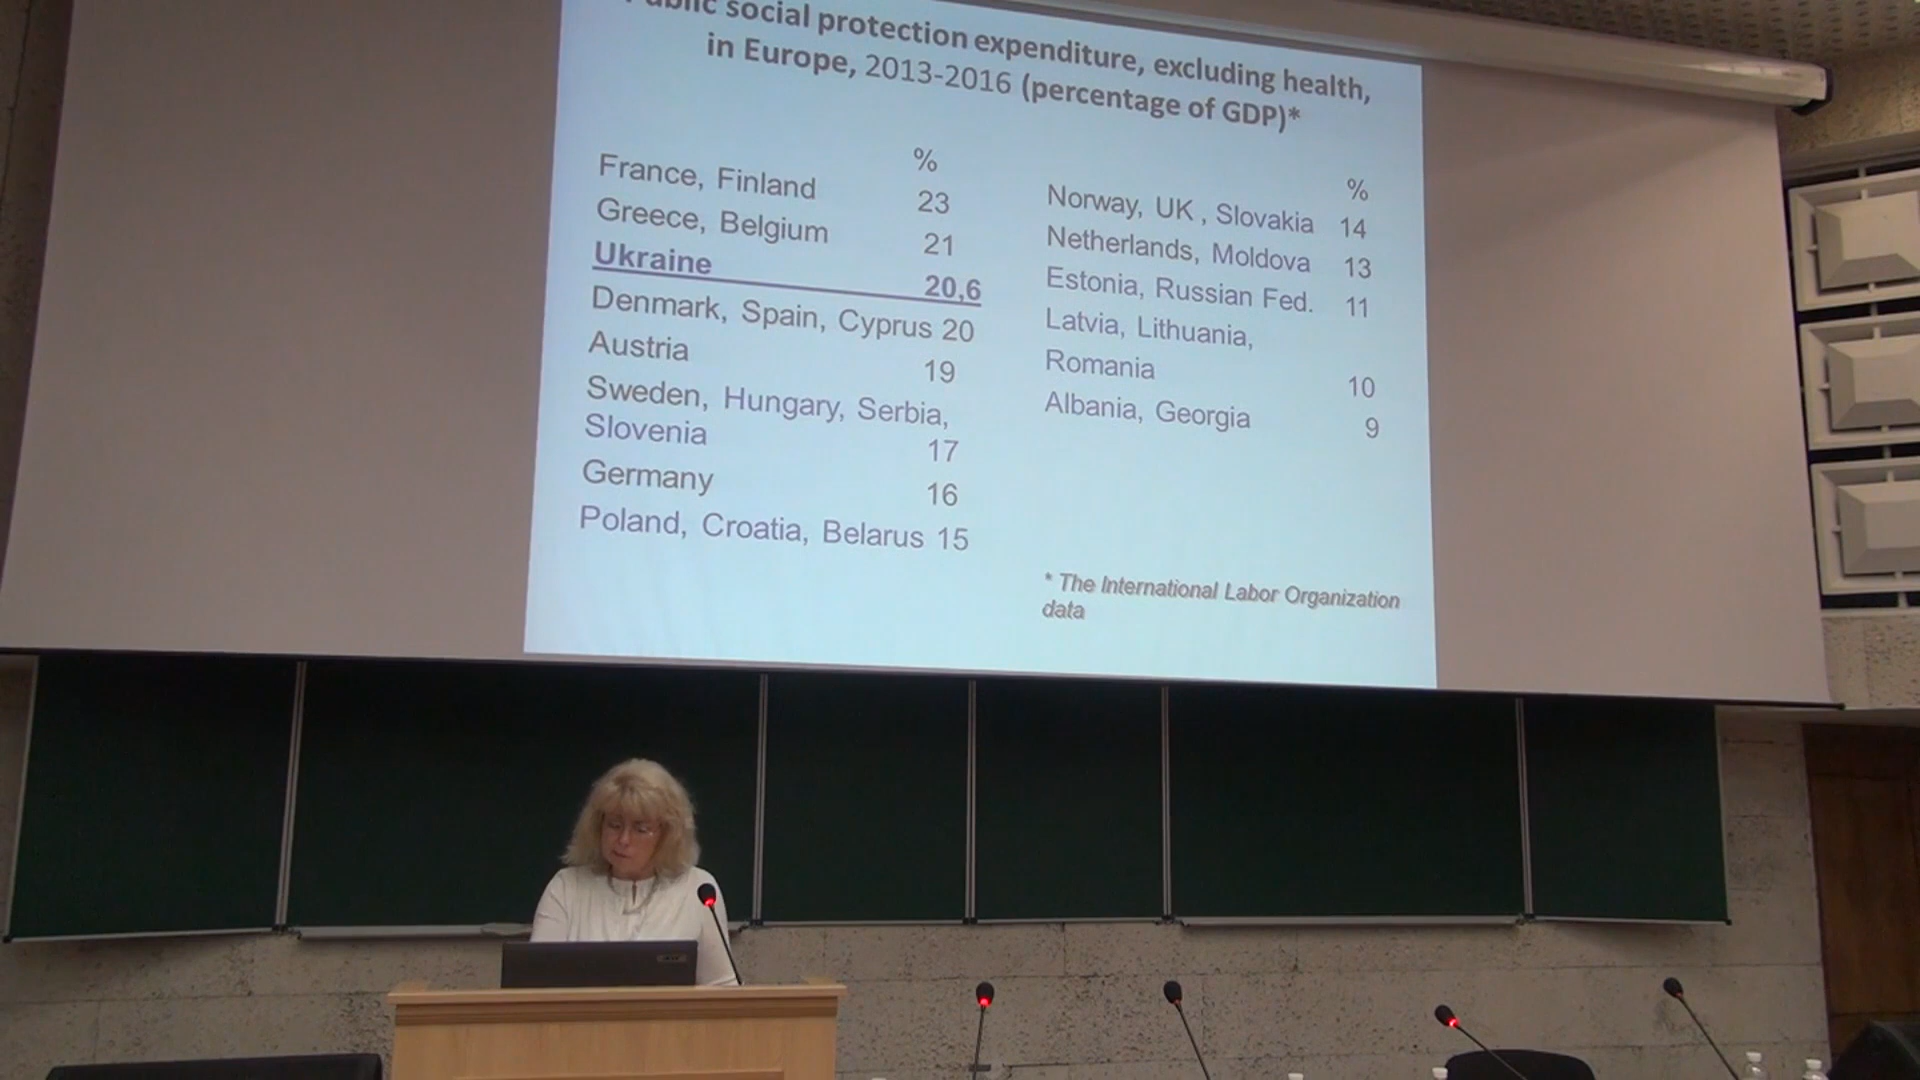 Public social protection expenditure, excluding health,
in Europe, 2013-2016 (percentage of GDP)*
%
France, Finland 23
Greece, Belgium 21
Ukraine 20,6
Denmark, Spain, Cyprus 20
Austria 19
Sweden, Hungary, Serbia,
Slovenia 17
Germany 16
Poland, Croatia, Belarus 15
%
Norway, UK , Slovakia 14
Netherlands, Moldova 13
Estonia, Russian Fed. 11
Latvia, Lithuania,
Romania 10
Albania, Georgia 9
* The International Labor Organization
data